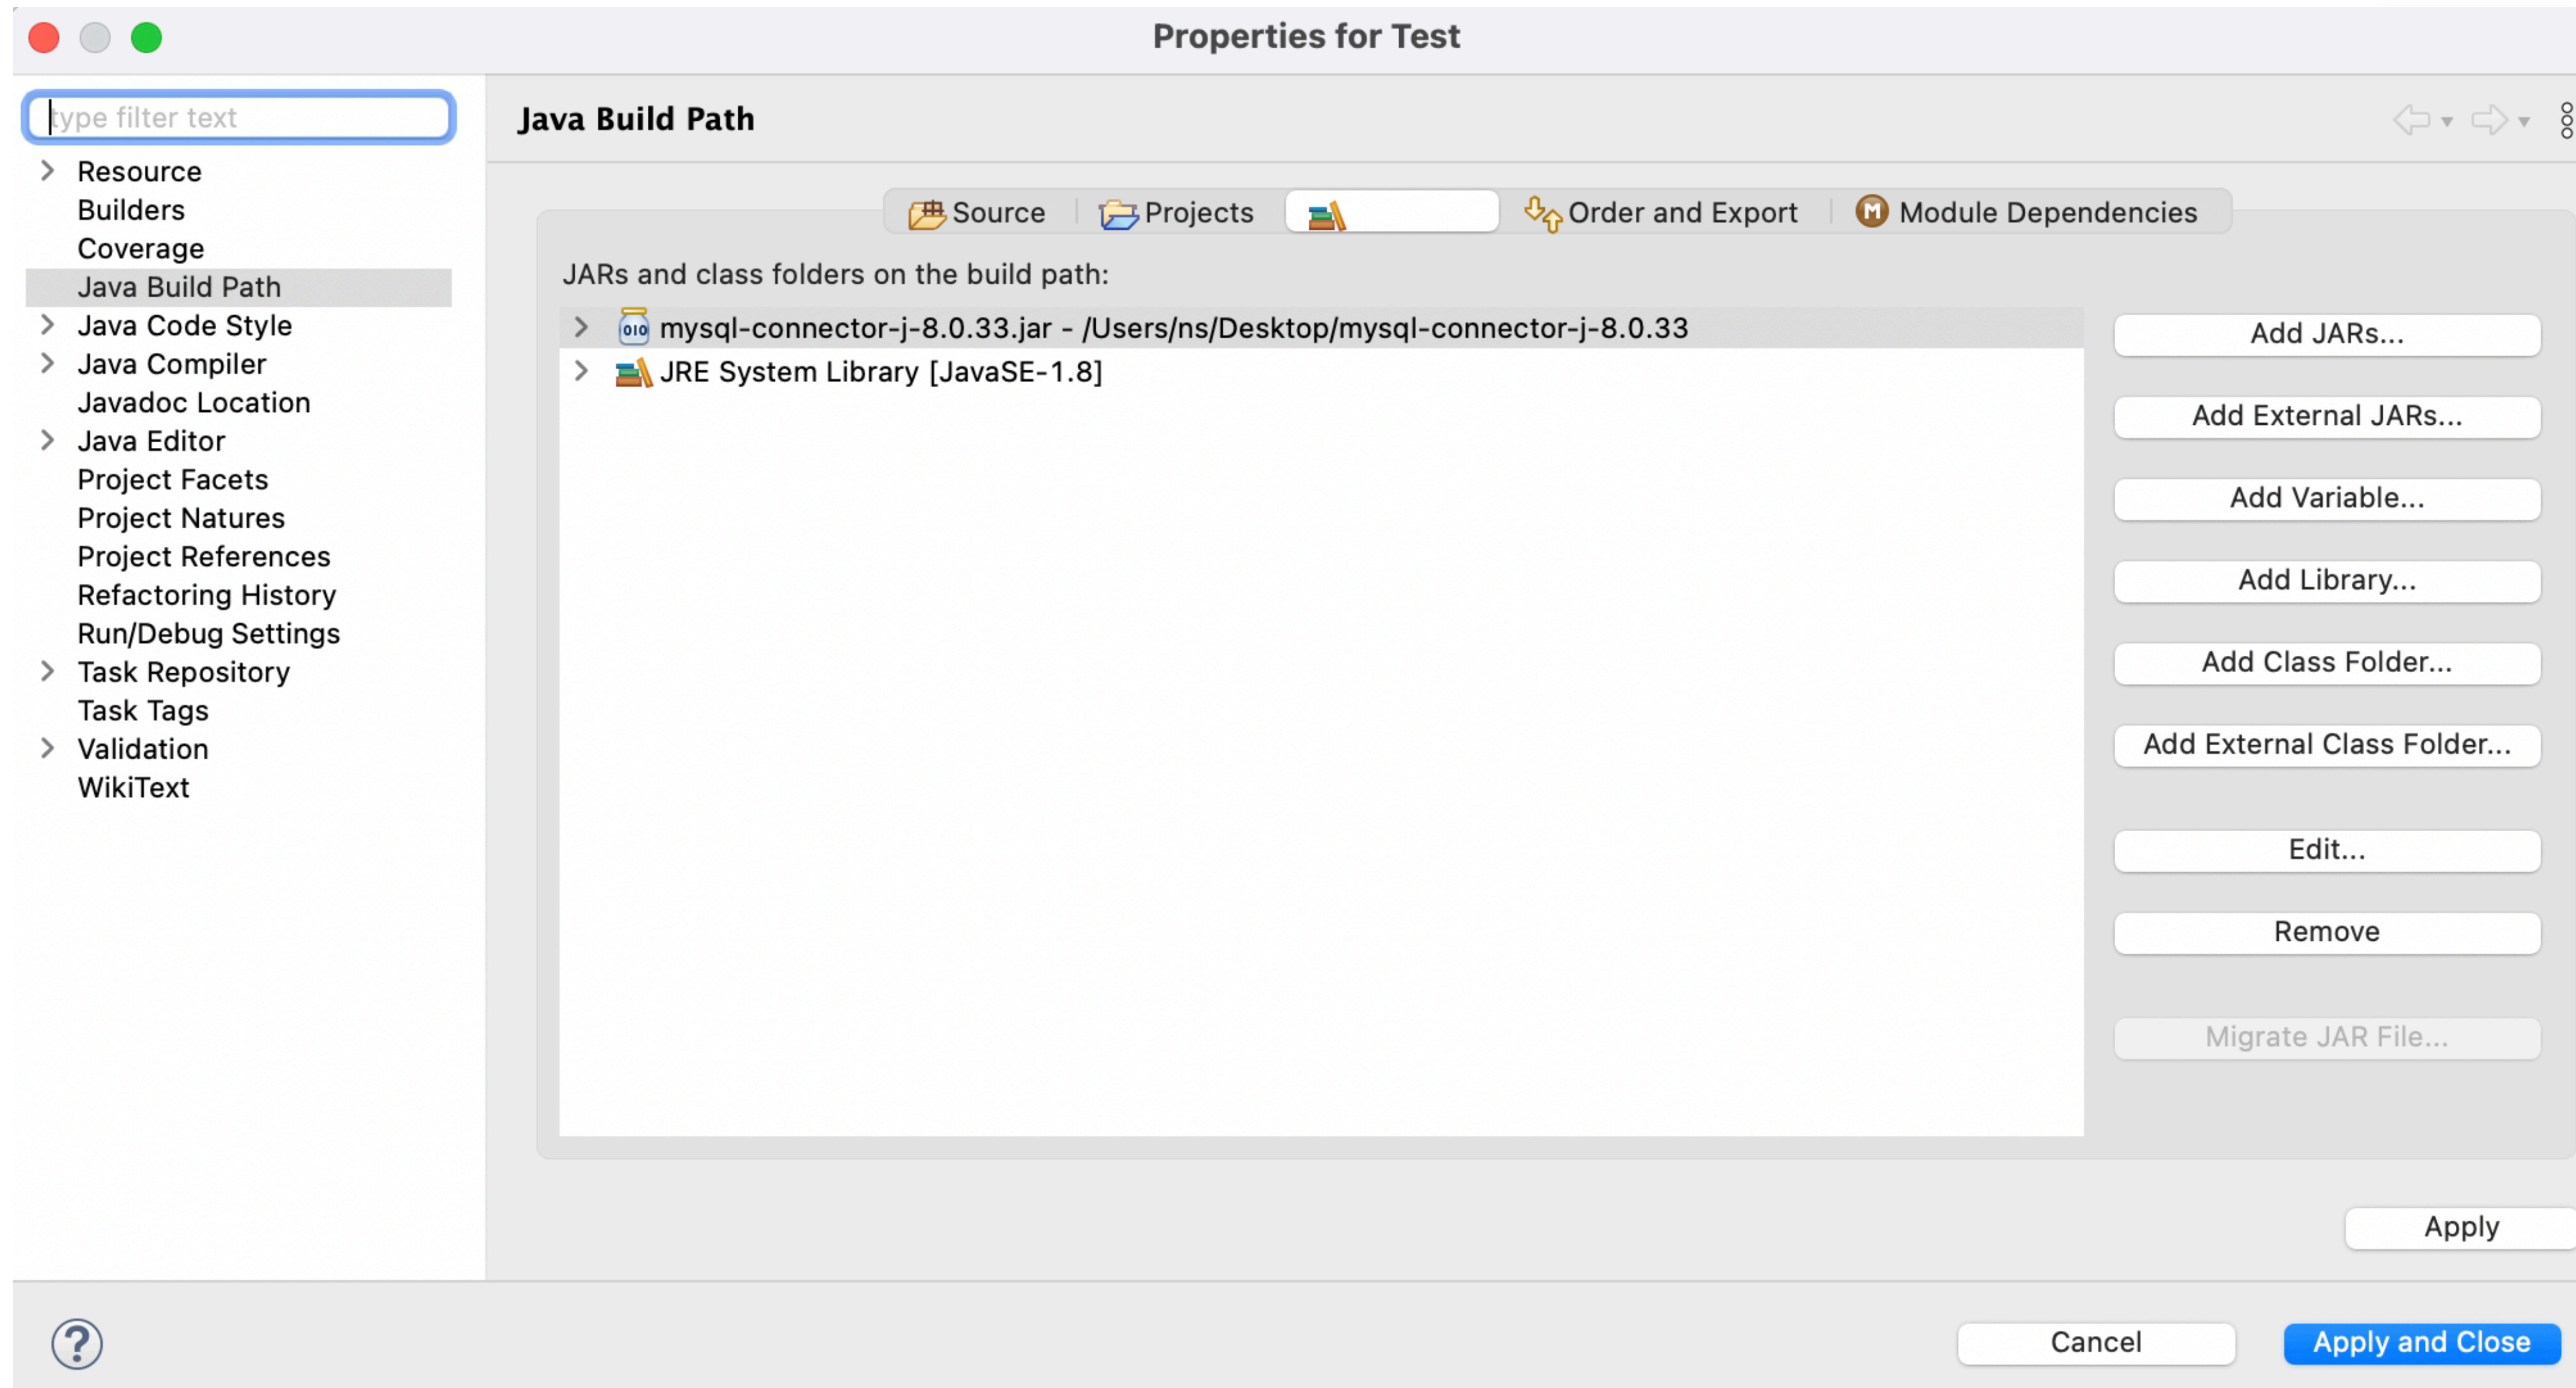 Properties for Test
type filter text
Resource
Builders
Coverage
Java Build Path
Java Code Style
Java Compiler
Javadoc Location
Java Editor
Project Facets
Project Natures
Project References
Refactoring History
Run/Debug Settings
Task Repository
Task Tags
Validation
WikiText
Java Build Path
Source Projects Order and Export M Module Dependencies
JARs and class folders on the build path:
010 mysql-connector-j-8.0.33.jar - /Users/ns/Desktop/mysql-connector-j-8.0.33
JRE System Library [JavaSE-1.8]
Add JARs...
Add External JARs...
Add Variable...
Add Library...
Add Class Folder...
Add External Class Folder...
Edit...
Remove
Migrate JAR File...
Apply
?
Cancel
Apply and Close